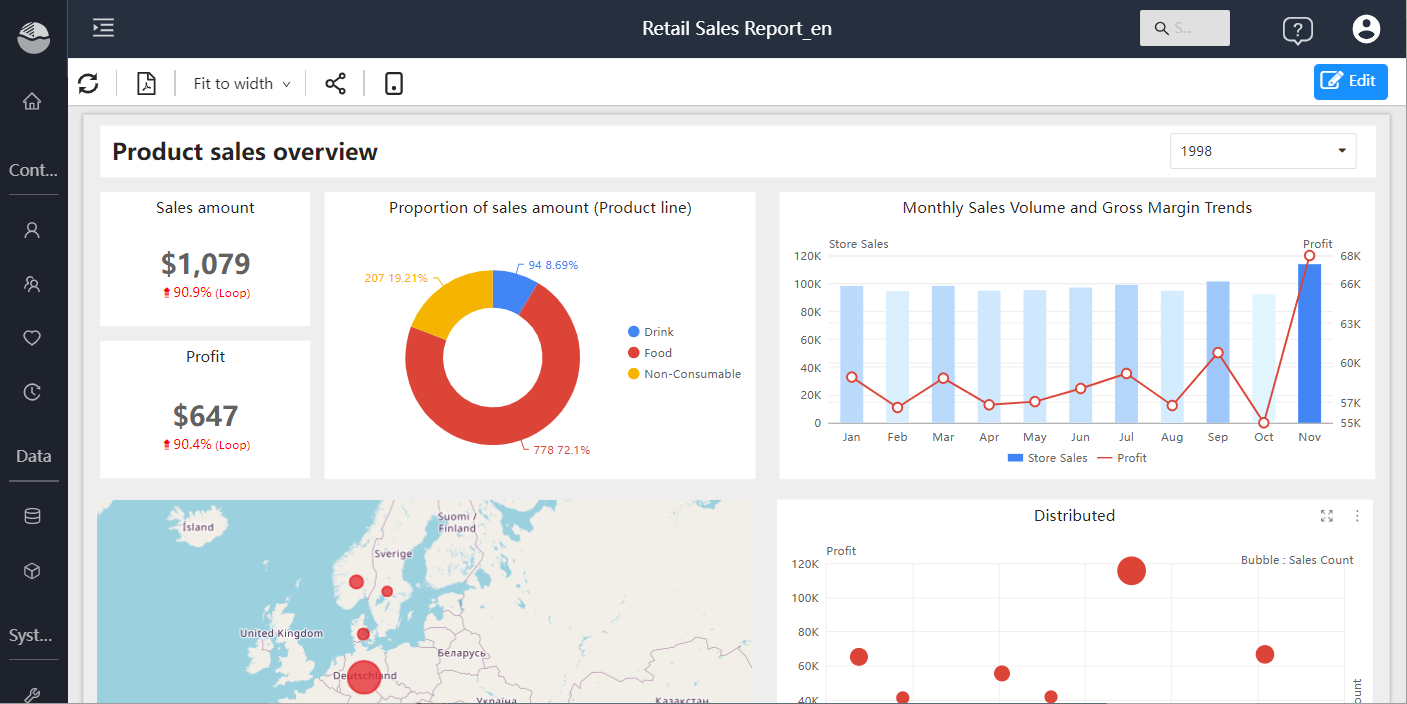 Retail Sales Report_en
S...
Fit to width
Edit
Cont...
Data
Syst...
Product sales overview
1998
Sales amount
$1,079
90.9% (Loop)
Profit
$647
90.4% (Loop)
Proportion of sales amount (Product line)
94 8.69%
207 19.21%
778 72.1%
Drink
Food
Non-Consumable
Monthly Sales Volume and Gross Margin Trends
Store Sales
Profit
120K
100K
80K
60K
40K
20K
0
68K
66K
63K
60K
57K
55K
Jan Feb Mar Apr May Jun Jul Aug Sep Oct Nov
Store Sales Profit
Ísland
Suomi /
Finland
Sverige
United Kingdom
Беларусь
Deutschland
Україна
Казахстан
Distributed
Profit
Bubble : Sales Count
120K
100K
80K
60K
40K